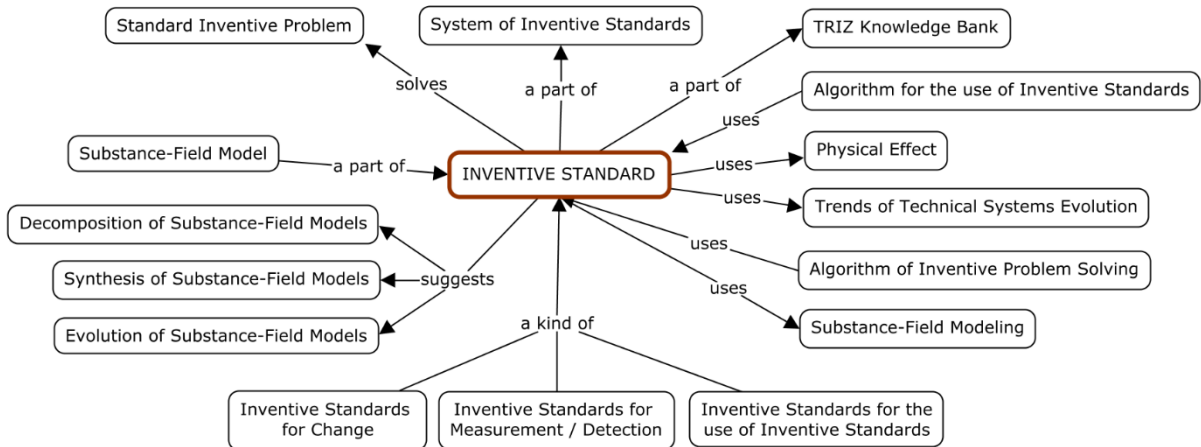 Standard Inventive Problem
System of Inventive Standards
TRIZ Knowledge Bank
solves
a part of
a part of
Algorithm for the use of Inventive Standards
uses
Substance-Field Model
a part of
INVENTIVE STANDARD
uses
Physical Effect
uses
Trends of Technical Systems Evolution
Decomposition of Substance-Field Models
uses
Algorithm of Inventive Problem Solving
Synthesis of Substance-Field Models
suggests
uses
Substance-Field Modeling
Evolution of Substance-Field Models
a kind of
Inventive Standards
for Change
Inventive Standards for
Measurement / Detection
Inventive Standards for the
use of Inventive Standards